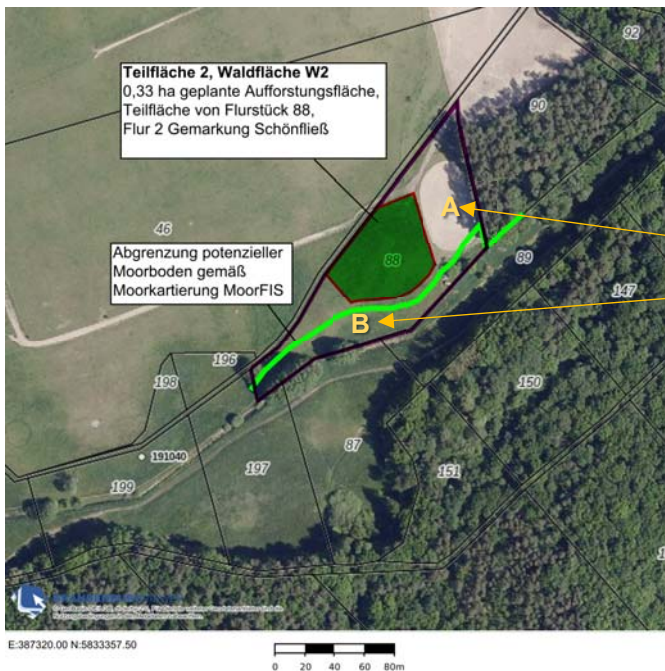 Teilfläche 2, Waldfläche W2
0,33 ha geplante Aufforstungsfläche,
Teilfläche von Flurstück 88,
Flur 2 Gemarkung Schönfließ
92
90
46
A
Abgrenzung potenzieller
Moorboden gemäß
Moorkartierung MoorFIS
88
89
147
B
196
198
150
191040
87
151
197
199
E:387320.00 N:5833357.50
0 20 40 60 80m